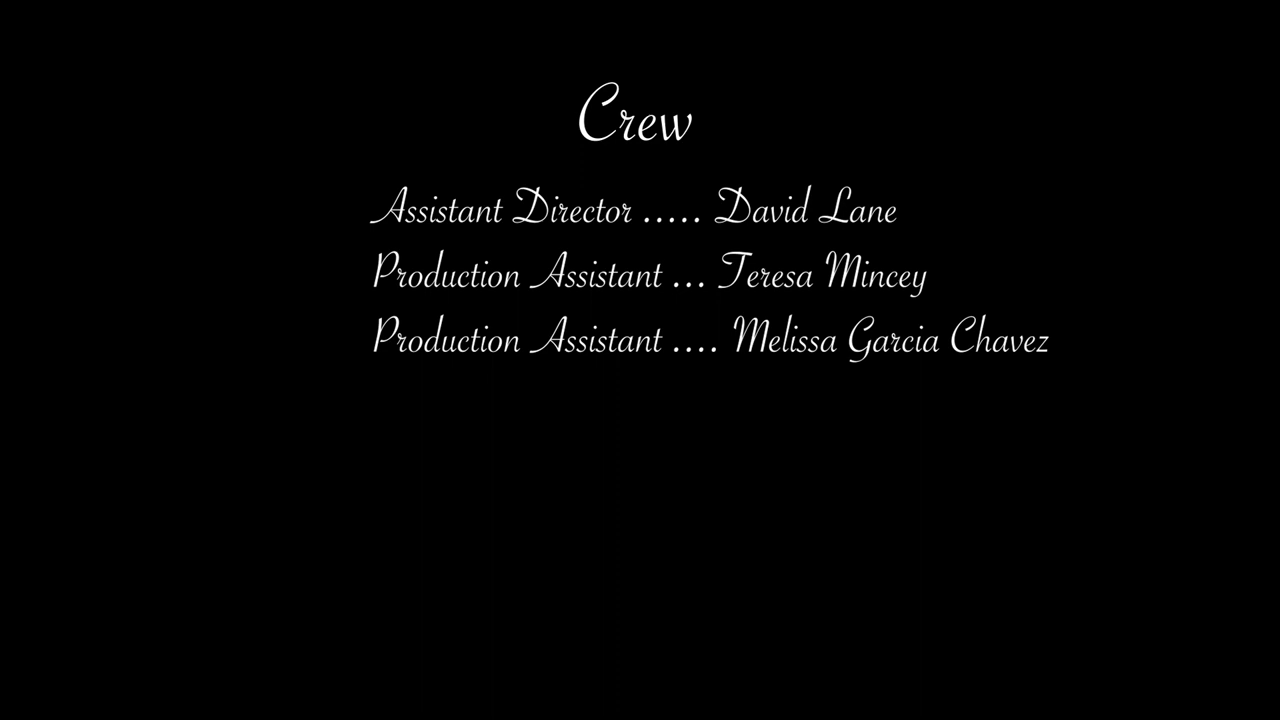 Crew
Assistant Director ..... David Lane
Production Assistant ... Teresa Mincey
Production Assistant .... Melissa Garcia Chavez